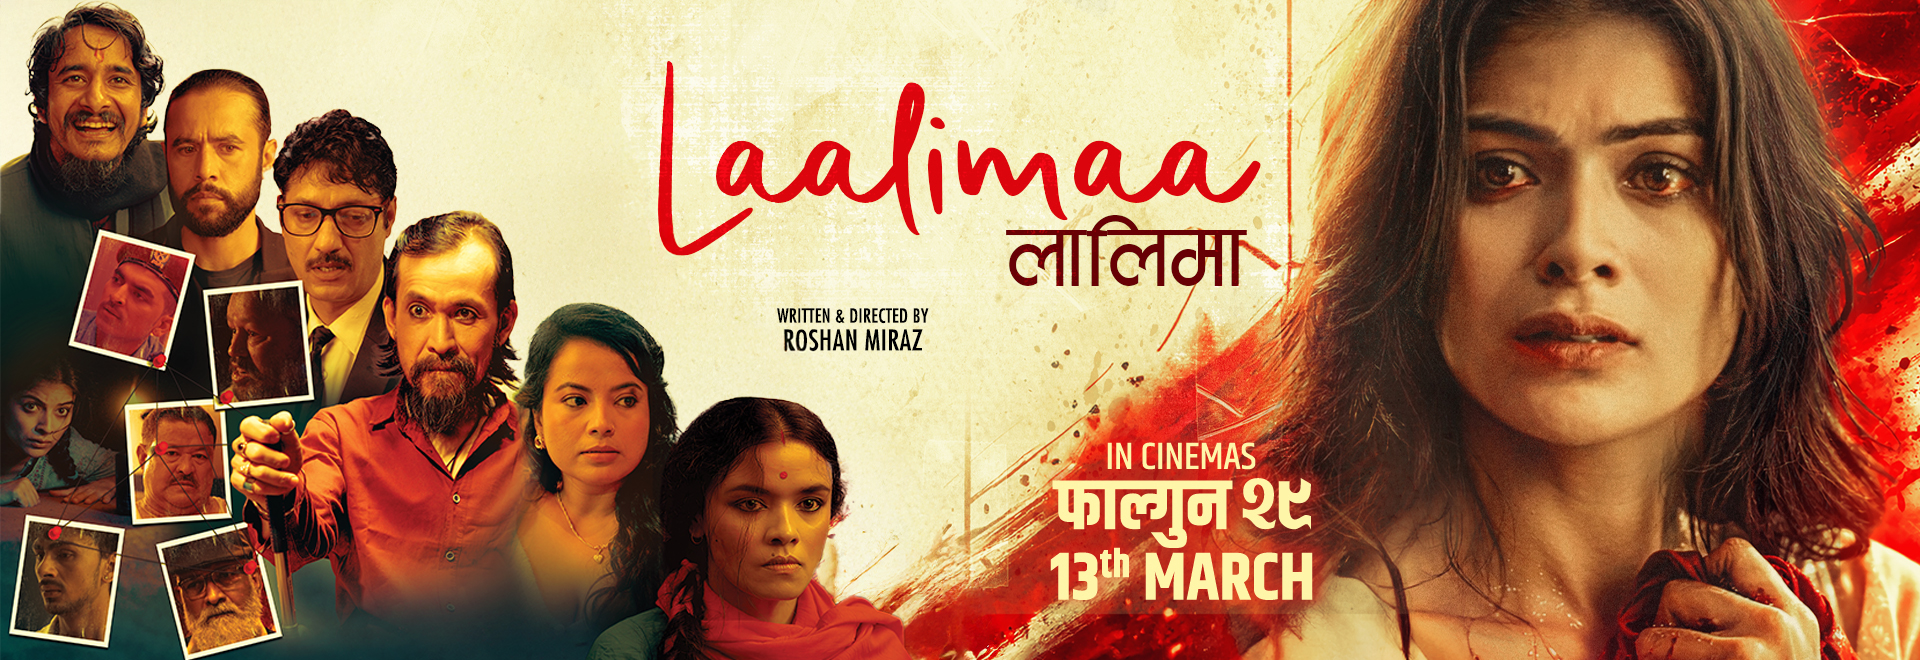 Laalimaa
लालिमा
WRITTEN & DIRECTED BY
ROSHAN MIRAZ
IN CINEMAS
फाल्गुन २९
13th MARCH